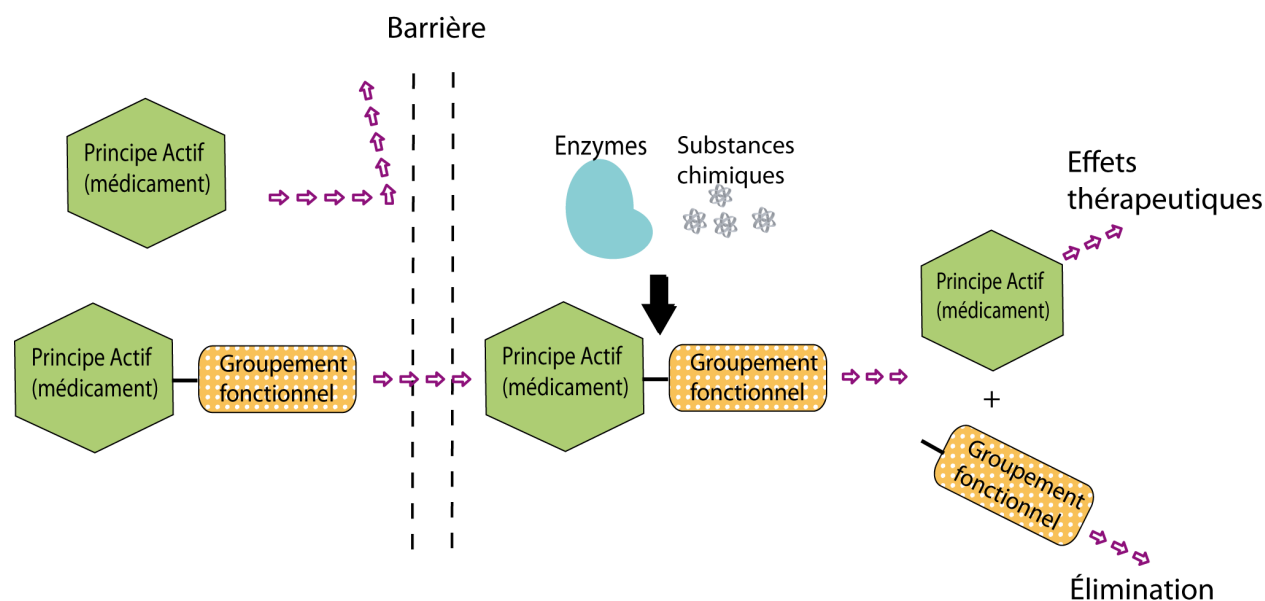 Barrière
Principe Actif
(médicament)
Enzymes
Substances
chimiques
Effets
thérapeutiques
Principe Actif
(médicament)
Groupement
fonctionnel
Principe Actif
(médicament)
Groupement
fonctionnel
Principe Actif
(médicament)
+
Groupement
fonctionnel
Élimination